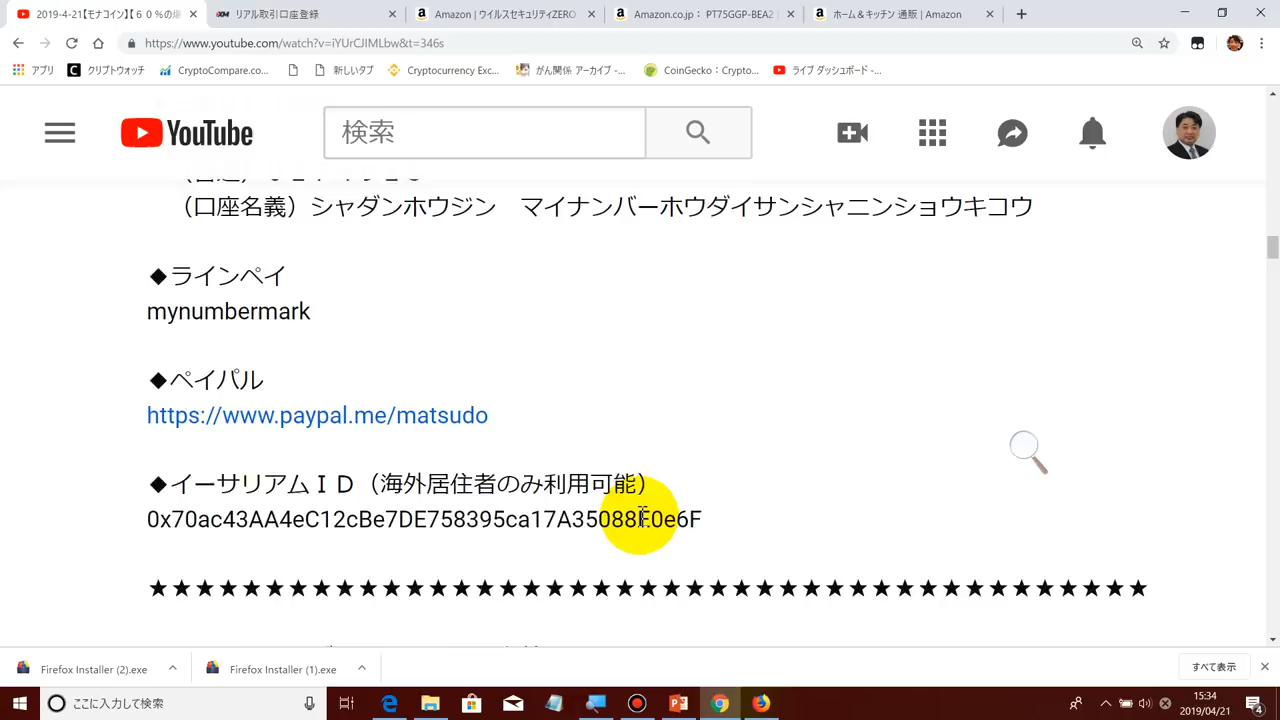 2019-4-21【モナコイン】【６０％の爆
リアル取引口座登録
Amazon | ウイルスセキュリティZERO
Amazon.co.jp： PT75GGP-BEA2 |
ホーム＆キッチン 通販 | Amazon
https://www.youtube.com/watch?v=iYUrCJIMLbw&t=346s
アプリ
クリプトウォッチ
CryptoCompare.co...
新しいタブ
Cryptocurrency Exc...
がん関係 アーカイブ - ...
CoinGecko：Crypto...
ライブ ダッシュボード - ...
YouTube
検索
（口座名義）シャダンホウジン　マイナンバーホウダイサンシャニンショウキコウ
◆ラインペイ
mynumbermark
◆ペイパル
https://www.paypal.me/matsudo
◆イーサリアムＩＤ（海外居住者のみ利用可能）
0x70ac43AA4eC12cBe7DE758395ca17A35088E0e6F
★★★★★★★★★★★★★★★★★★★★★★★★★★★★★★★★★★★★★★★★★★★
Firefox Installer (2).exe
Firefox Installer (1).exe
すべて表示
ここに入力して検索
15:34
2019/04/21
4